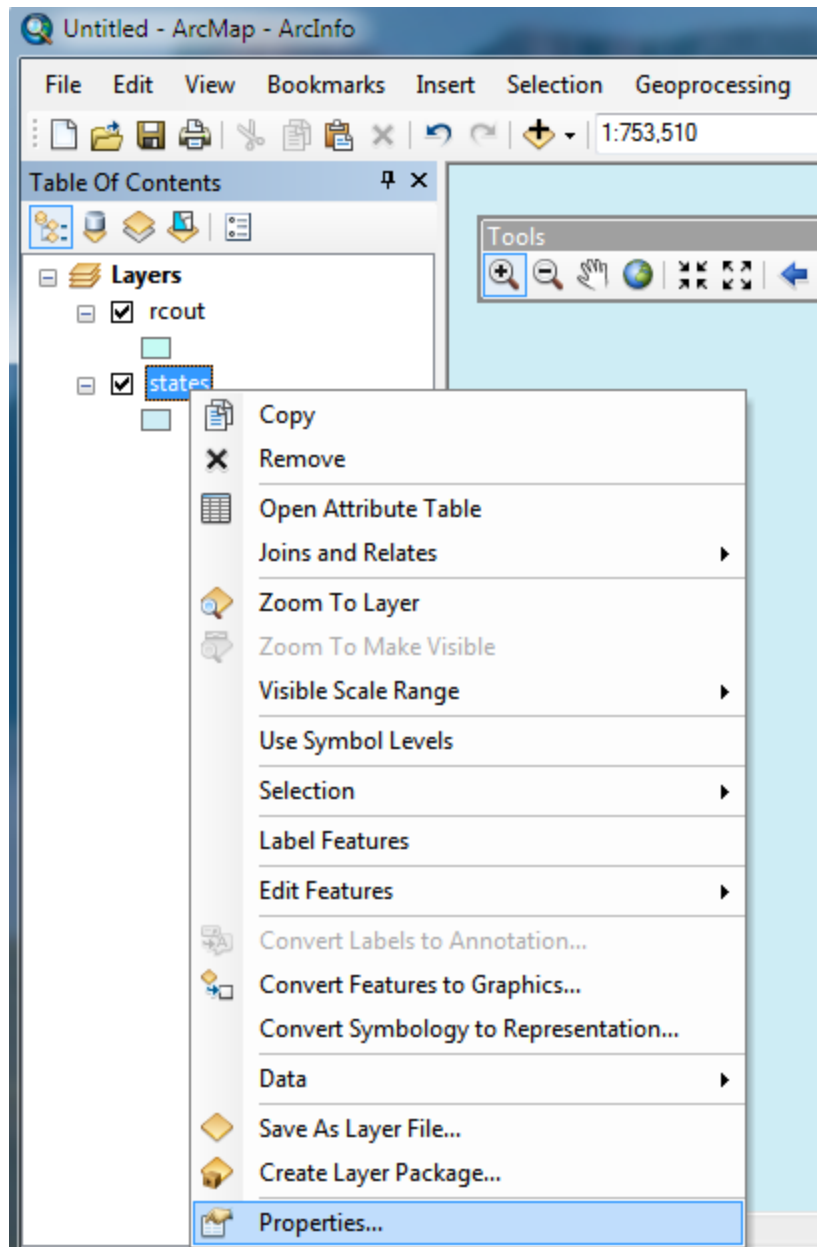 Untitled - ArcMap - ArcInfo
File Edit View Bookmarks Insert Selection Geoprocessing
1:753,510
Table Of Contents
Tools
Layers
rcout
states
Copy
Remove
Open Attribute Table
Joins and Relates
Zoom To Layer
Zoom To Make Visible
Visible Scale Range
Use Symbol Levels
Selection
Label Features
Edit Features
Convert Labels to Annotation...
Convert Features to Graphics...
Convert Symbology to Representation...
Data
Save As Layer File...
Create Layer Package...
Properties...